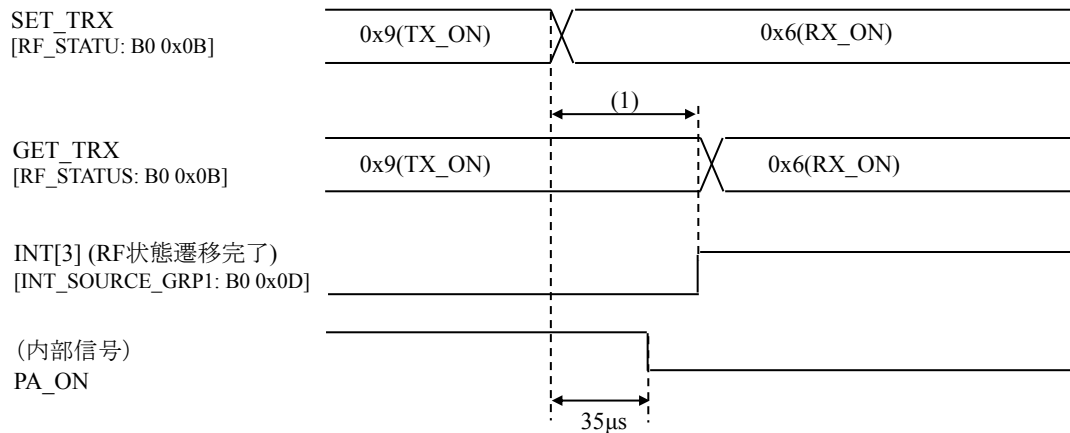 SET_TRX
[RF_STATU: B0 0x0B]
0x9(TX_ON)
0x6(RX_ON)
(1)
GET_TRX
[RF_STATUS: B0 0x0B]
0x9(TX_ON)
0x6(RX_ON)
INT[3] (RF状態遷移完了)
[INT_SOURCE_GRP1: B0 0x0D]
(内部信号)
PA_ON
35μs